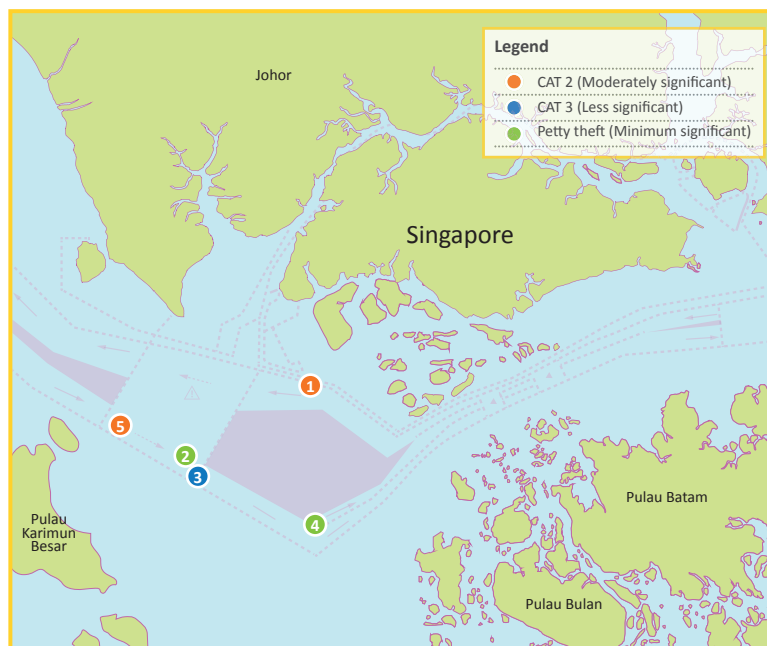 Legend
CAT 2 (Moderately significant)
CAT 3 (Less significant)
Petty theft (Minimum significant)
Johor
Singapore
1
5
2
3
4
Pulau
Karimun
Besar
Pulau Batam
Pulau Bulan